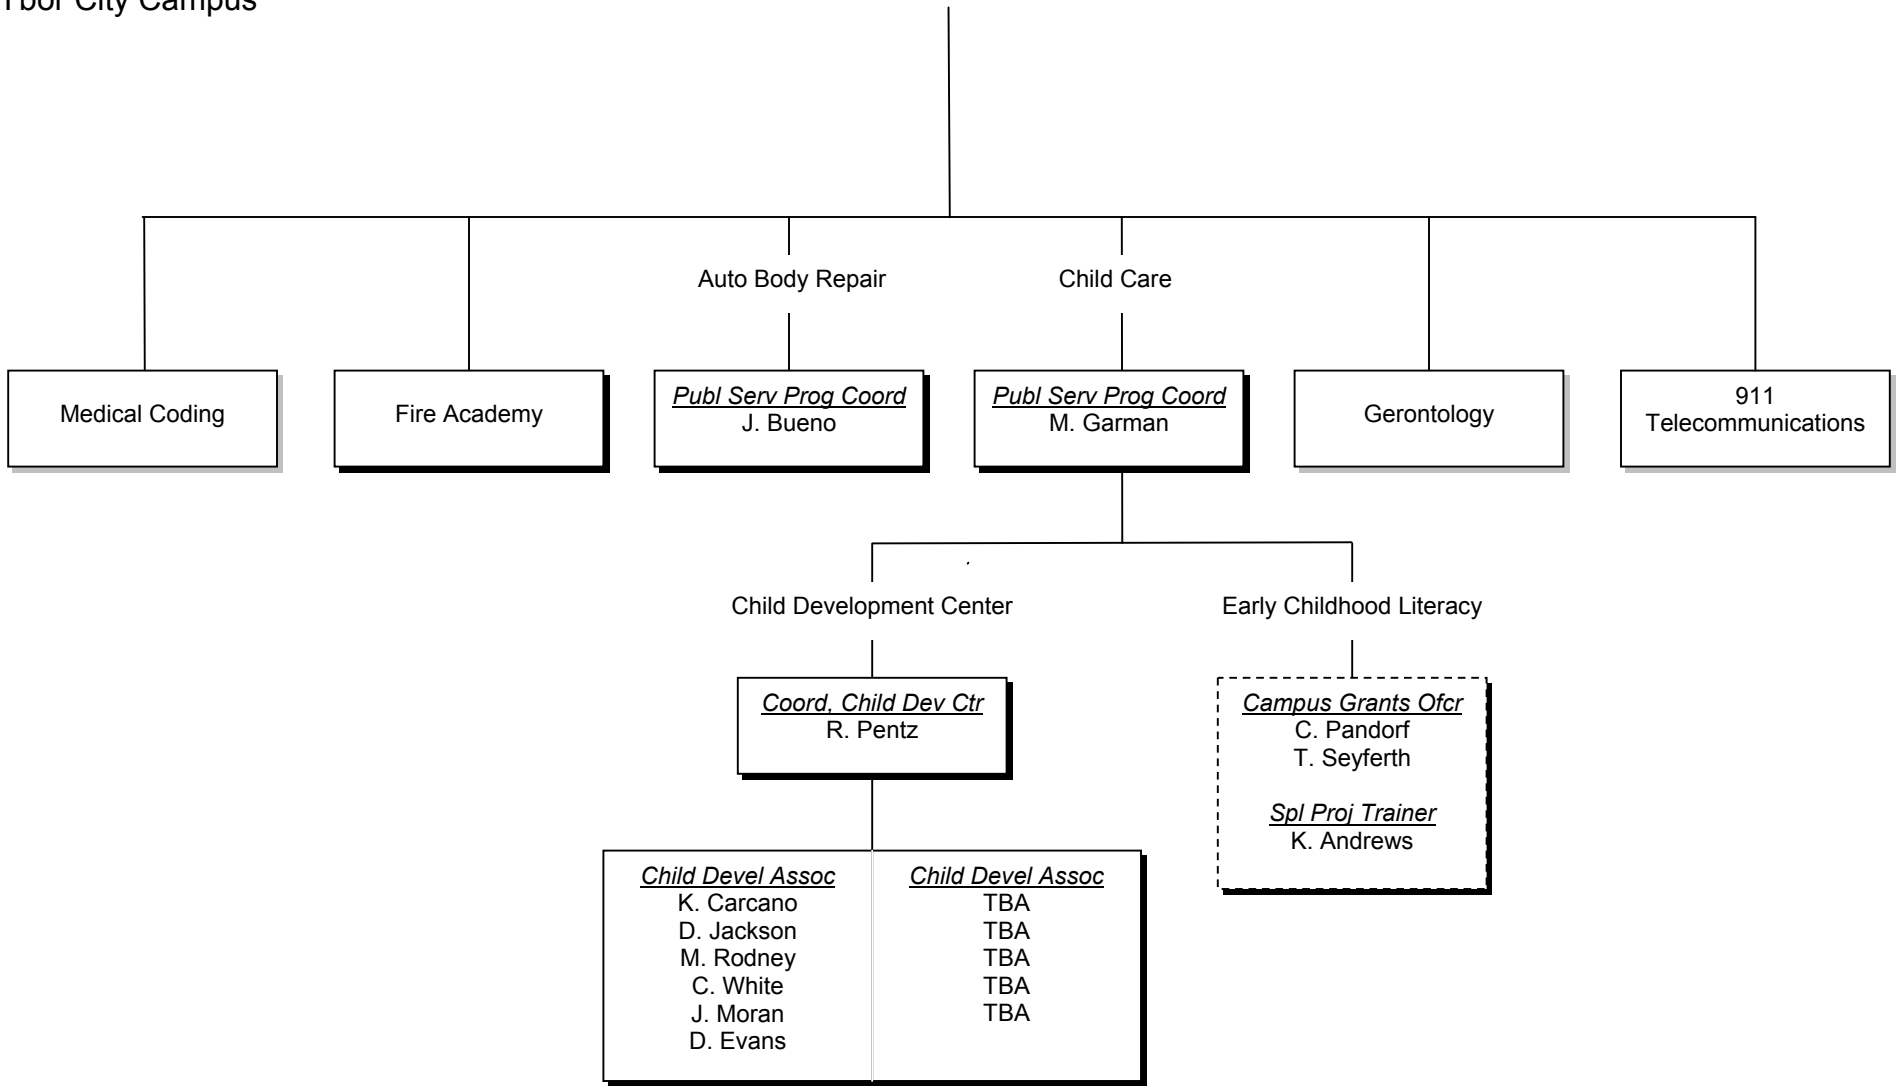 Ybor City Campus
Auto Body Repair
Child Care
Medical Coding
Fire Academy
Publ Serv Prog Coord
J. Bueno
Publ Serv Prog Coord
M. Garman
Gerontology
911
Telecommunications
Child Development Center
Early Childhood Literacy
Coord, Child Dev Ctr
R. Pentz
Campus Grants Ofcr
C. Pandorf
T. Seyferth
Spl Proj Trainer
K. Andrews
Child Devel Assoc
K. Carcano
D. Jackson
M. Rodney
C. White
J. Moran
D. Evans
Child Devel Assoc
TBA
TBA
TBA
TBA
TBA